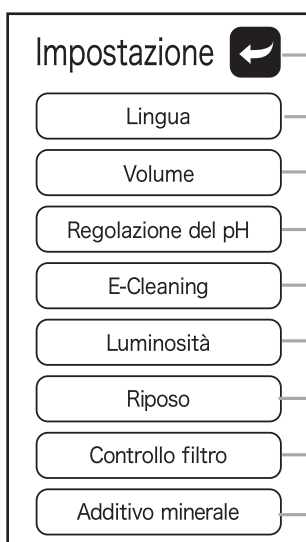 Impostazione
Lingua
Volume
Regolazione del pH
E-Cleaning
Luminosità
Riposo
Controllo filtro
Additivo minerale